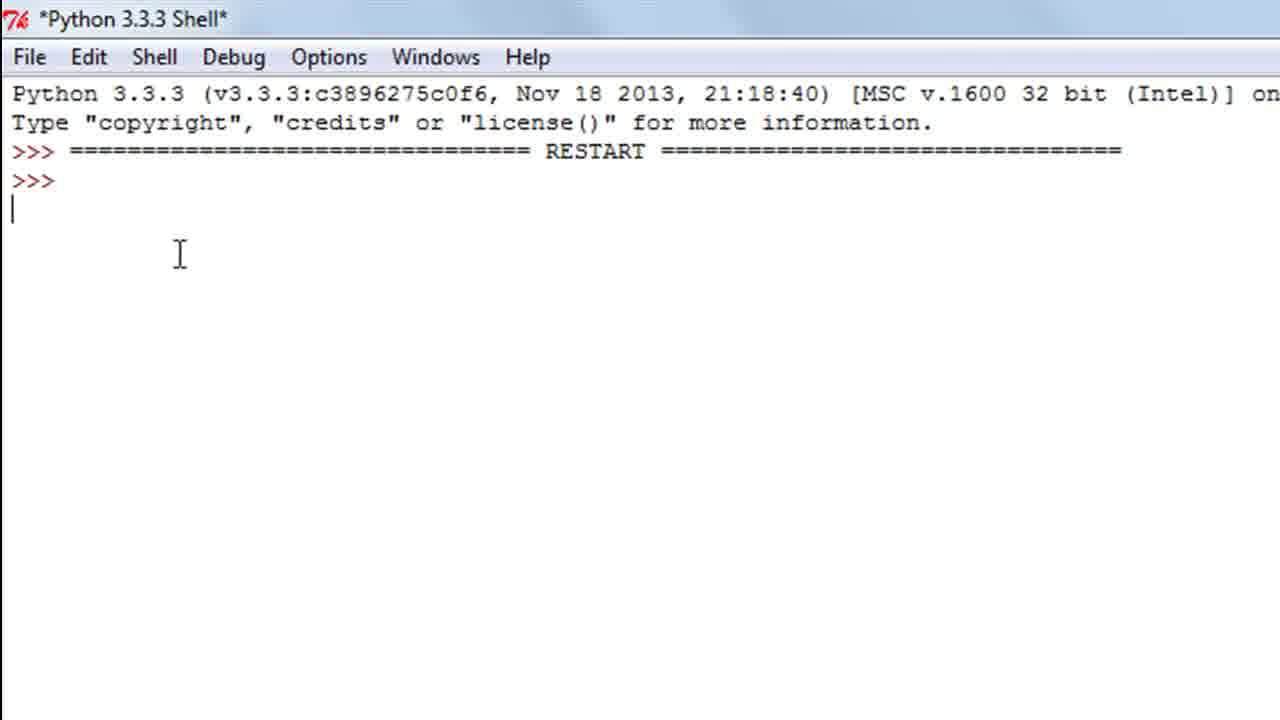 *Python 3.3.3 Shell*
File Edit Shell Debug Options Windows Help
Python 3.3.3 (v3.3.3:c3896275c0f6, Nov 18 2013, 21:18:40) [MSC v.1600 32 bit (Intel)] on
Type "copyright", "credits" or "license()" for more information.
>>> ================================ RESTART ================================
>>>